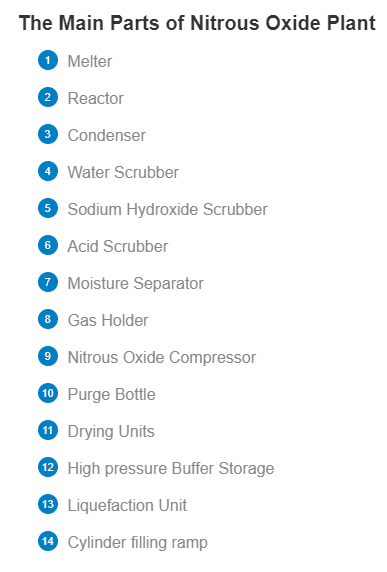 The Main Parts of Nitrous Oxide Plant
1 Melter
2 Reactor
3 Condenser
4 Water Scrubber
5 Sodium Hydroxide Scrubber
6 Acid Scrubber
7 Moisture Separator
8 Gas Holder
9 Nitrous Oxide Compressor
10 Purge Bottle
11 Drying Units
12 High pressure Buffer Storage
13 Liquefaction Unit
14 Cylinder filling ramp